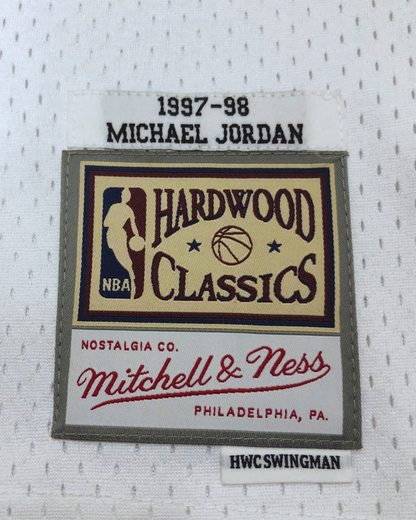 1997-98
MICHAEL JORDAN
HARDWOOD
CLASSICS
NBA
NOSTALGIA CO.
Mitchell & Ness
PHILADELPHIA, PA.
HWC SWINGMAN